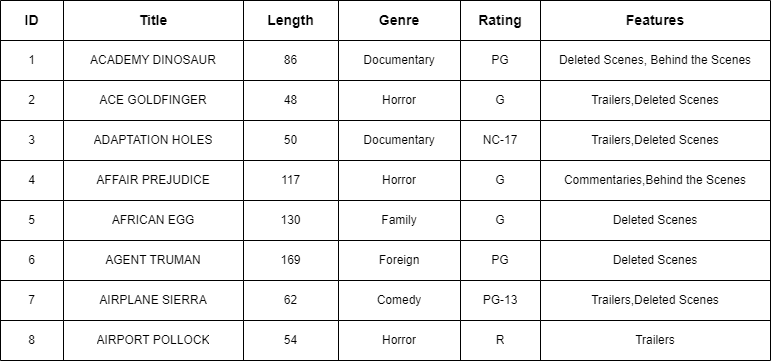 ID Title Length Genre Rating Features
1 ACADEMY DINOSAUR 86 Documentary PG Deleted Scenes, Behind the Scenes
2 ACE GOLDFINGER 48 Horror G Trailers,Deleted Scenes
3 ADAPTATION HOLES 50 Documentary NC-17 Trailers,Deleted Scenes
4 AFFAIR PREJUDICE 117 Horror G Commentaries,Behind the Scenes
5 AFRICAN EGG 130 Family G Deleted Scenes
6 AGENT TRUMAN 169 Foreign PG Deleted Scenes
7 AIRPLANE SIERRA 62 Comedy PG-13 Trailers,Deleted Scenes
8 AIRPORT POLLOCK 54 Horror R Trailers